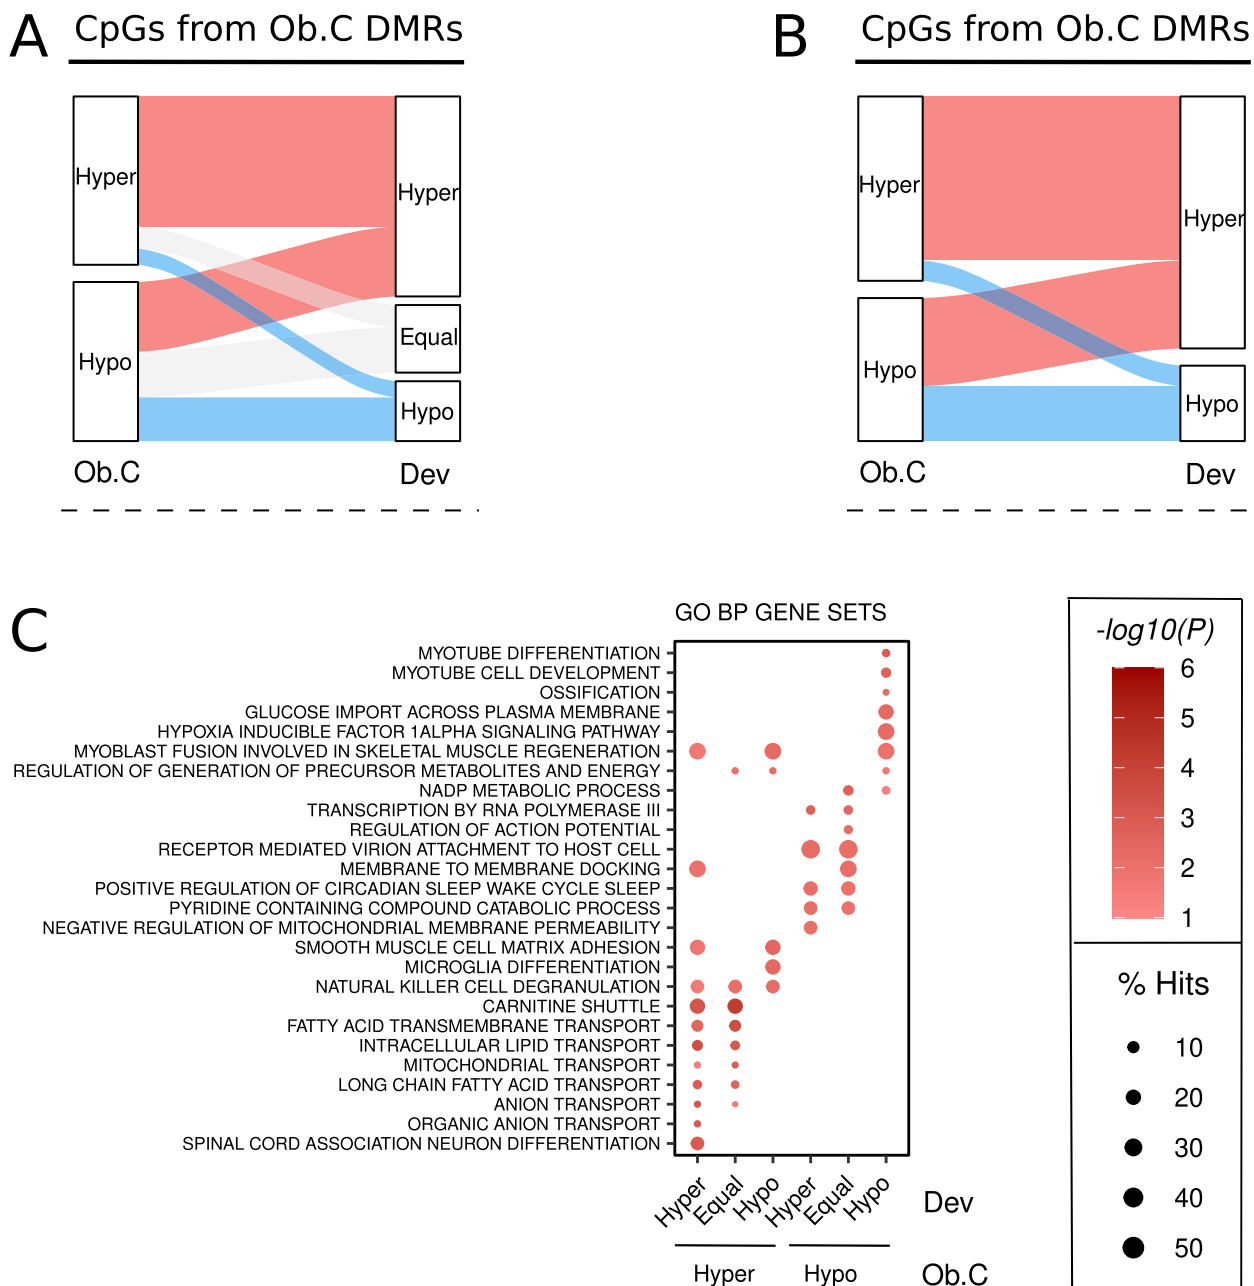 A
CpGs from Ob.C DMRs
Hyper
Hypo
Hyper
Equal
Hypo
Ob.C
Dev
B
CpGs from Ob.C DMRs
Hyper
Hypo
Hyper
Hypo
Ob.C
Dev
C
GO BP GENE SETS
MYOTUBE DIFFERENTIATION
MYOTUBE CELL DEVELOPMENT
OSSIFICATION
GLUCOSE IMPORT ACROSS PLASMA MEMBRANE
HYPOXIA INDUCIBLE FACTOR 1ALPHA SIGNALING PATHWAY
MYOBLAST FUSION INVOLVED IN SKELETAL MUSCLE REGENERATION
REGULATION OF GENERATION OF PRECURSOR METABOLITES AND ENERGY
NADP METABOLIC PROCESS
TRANSCRIPTION BY RNA POLYMERASE III
REGULATION OF ACTION POTENTIAL
RECEPTOR MEDIATED VIRION ATTACHMENT TO HOST CELL
MEMBRANE TO MEMBRANE DOCKING
POSITIVE REGULATION OF CIRCADIAN SLEEP WAKE CYCLE SLEEP
PYRIDINE CONTAINING COMPOUND CATABOLIC PROCESS
NEGATIVE REGULATION OF MITOCHONDRIAL MEMBRANE PERMEABILITY
SMOOTH MUSCLE CELL MATRIX ADHESION
MICROGLIA DIFFERENTIATION
NATURAL KILLER CELL DEGRANULATION
CARNITINE SHUTTLE
FATTY ACID TRANSMEMBRANE TRANSPORT
INTRACELLULAR LIPID TRANSPORT
MITOCHONDRIAL TRANSPORT
LONG CHAIN FATTY ACID TRANSPORT
ANION TRANSPORT
ORGANIC ANION TRANSPORT
SPINAL CORD ASSOCIATION NEURON DIFFERENTIATION
Hyper
Equal
Hypo
Hyper
Equal
Hypo
Dev
Hyper
Hypo
Ob.C
-log10(P)
6
5
4
3
2
1
% Hits
10
20
30
40
50